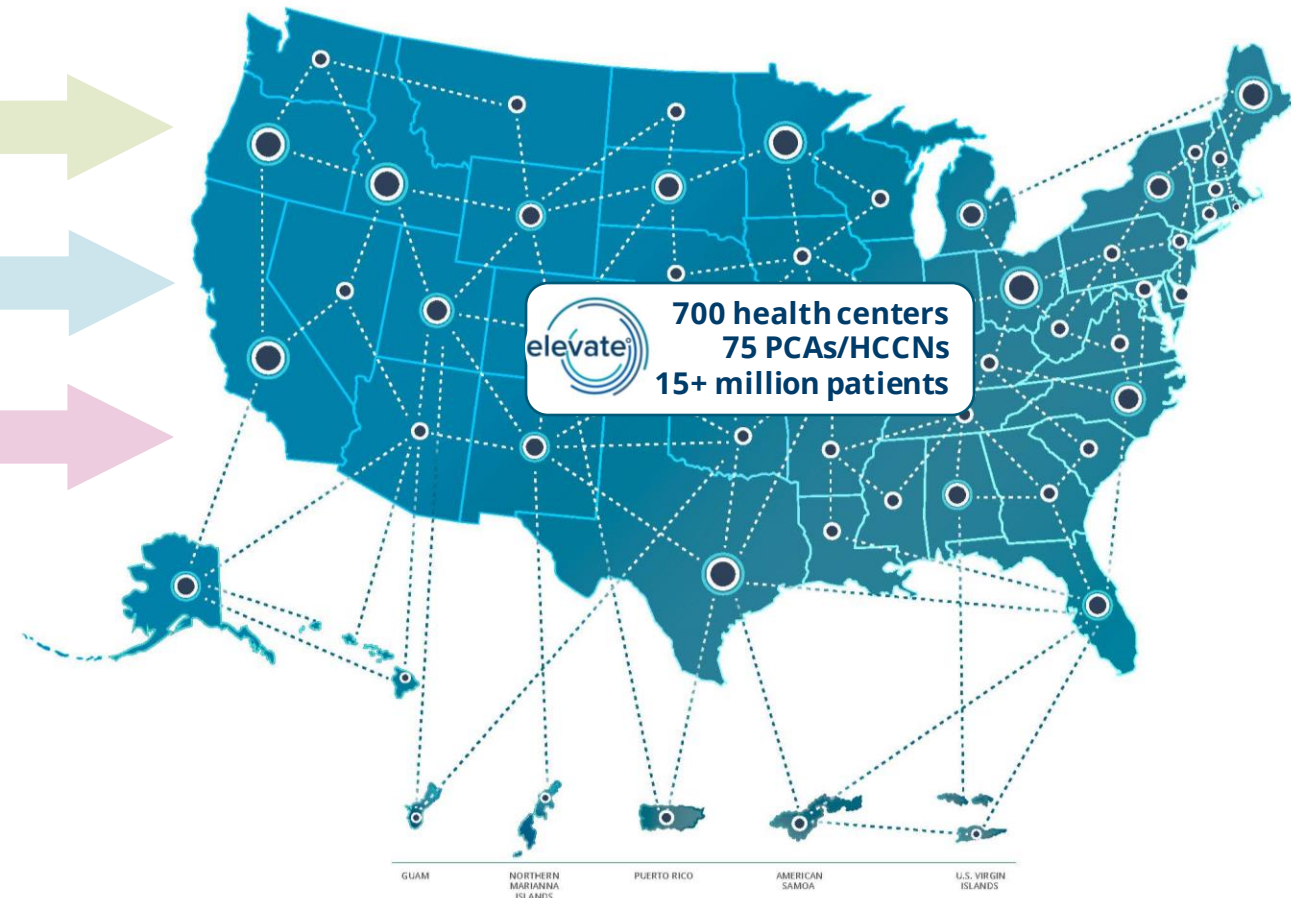 elevate
700 health centers
75 PCAs/HCCNs
15+ million patients
GUAM
NORTHERN
MARIANNA
ISLANDS
PUERTO RICO
AMERICAN
SAMOA
U.S. VIRGIN
ISLANDS